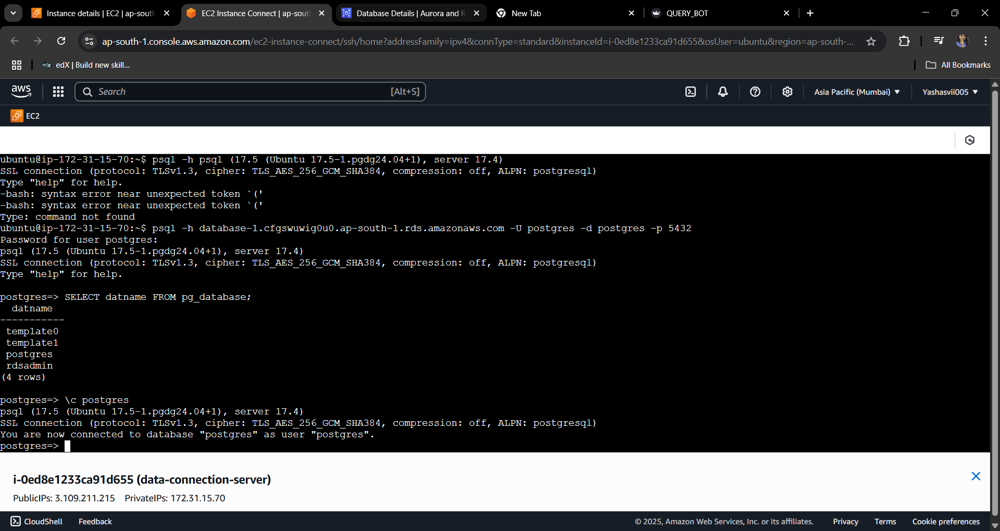 Instance details | EC2 | ap-south
EC2 Instance Connect | ap-sout
Database Details | Aurora and R
New Tab
QUERY_BOT
ap-south-1.console.aws.amazon.com/ec2-instance-connect/ssh/home?addressFamily=ipv4&connType=standard&instanceId=i-0ed8e1233ca91d655&osUser=ubuntu&region=ap-south-...
edX edX | Build new skill...
All Bookmarks
aws
Search [Alt+S]
Asia Pacific (Mumbai)
Yashasvii005
EC2
ubuntu@ip-172-31-15-70:~$ psql -h psql (17.5 (Ubuntu 17.5-1.pgdg24.04+1), server 17.4)
SSL connection (protocol: TLSv1.3, cipher: TLS_AES_256_GCM_SHA384, compression: off, ALPN: postgresql)
Type "help" for help.
-bash: syntax error near unexpected token `('
-bash: syntax error near unexpected token `('
Type: command not found
ubuntu@ip-172-31-15-70:~$ psql -h database-1.cfgswuwig0u0.ap-south-1.rds.amazonaws.com -U postgres -d postgres -p 5432
Password for user postgres:
psql (17.5 (Ubuntu 17.5-1.pgdg24.04+1), server 17.4)
SSL connection (protocol: TLSv1.3, cipher: TLS_AES_256_GCM_SHA384, compression: off, ALPN: postgresql)
Type "help" for help.
postgres=> SELECT datname FROM pg_database;
datname
-----------
template0
template1
postgres
rdsadmin
(4 rows)
postgres=> \c postgres
psql (17.5 (Ubuntu 17.5-1.pgdg24.04+1), server 17.4)
SSL connection (protocol: TLSv1.3, cipher: TLS_AES_256_GCM_SHA384, compression: off, ALPN: postgresql)
You are now connected to database "postgres" as user "postgres".
postgres=>
i-0ed8e1233ca91d655 (data-connection-server)
PublicIPs: 3.109.211.215 PrivateIPs: 172.31.15.70
CloudShell Feedback © 2025, Amazon Web Services, Inc. or its affiliates. Privacy Terms Cookie preferences